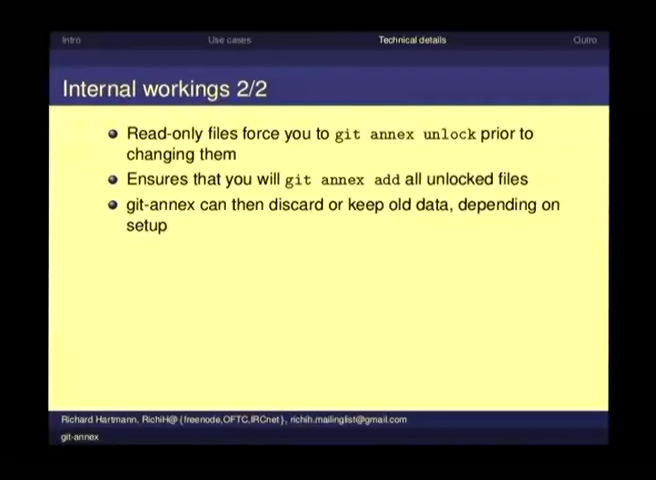 Intro Use cases Technical details Outro
Internal workings 2/2
Read-only files force you to git annex unlock prior to
changing them
Ensures that you will git annex add all unlocked files
git-annex can then discard or keep old data, depending on
setup
Richard Hartmann, RichiH@{freenode,OFTC,IRCnet}, richih.mailinglist@gmail.com
git-annex